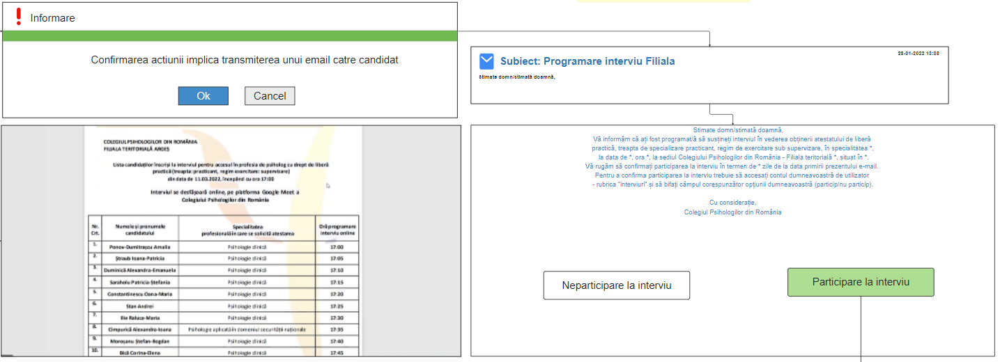 Informare
Confirmarea actiunii implica transmiterea unui email catre candidat
Ok
Cancel
COLEGIUL PSIHOLOGILOR DIN ROMÂNIA
FILIALA TERITORIALĂ ARGEȘ
Lista candidaților înscriși la interviul pentru accesul în profesia de psiholog cu drept de liberă
practică (treapta: practicant, regim exercitare: supervizare)
din data de 11.03.2022, începând cu ora 17:00
Interviul se desfășoară online, pe platforma Google Meet a
Colegiului Psihologilor din România
Nr. Crt. Numele și prenumele candidatului Specialitatea profesională în care se solicită atestarea Oră programare interviu online
1. Ponov-Dumitrașcu Amalia Psihologie clinică 17:00
2. Ștraub Ioana-Patricia Psihologie clinică 17:05
3. Duminică Alexandra-Emanuela Psihologie clinică 17:10
4. Saraholu Patricia-Ștefania Psihologie clinică 17:15
5. Constantinescu Oana-Maria Psihologie clinică 17:20
6. Stan Andrei Psihologie clinică 17:25
7. Ilie Raluca-Maria Psihologie clinică 17:30
8. Cimpurică Alexandra-Ioana Psihologie aplicată în domeniul securității naționale 17:35
9. Moroșanu Ștefan-Bogdan Psihologie clinică 17:40
10. Bică Corina-Elena Psihologie clinică 17:45
Subiect: Programare interviu Filiala
28-01-2022 13:38
Stimate domn/stimată doamnă,
Stimate domn/stimată doamnă,
Vă informăm că ați fost programat/ă să susțineți interviul în vederea obținerii atestatului de liberă
practică, treapta de specializare practicant, regim de exercitare sub supervizare, în specialitatea *,
la data de *, ora *, la sediul Colegiului Psihologilor din România - Filiala teritorială *, situat în *.
Vă rugăm să confirmați participarea la interviu în termen de * zile de la data primirii prezentului e-mail.
Pentru a confirma participarea la interviu trebuie să accesați contul dumneavoastră de utilizator
- rubrica "interviuri" și să bifați câmpul corespunzător opțiunii dumneavoastră (particip/nu particip).
Cu considerație,
Colegiul Psihologilor din România
Neparticipare la interviu
Participare la interviu